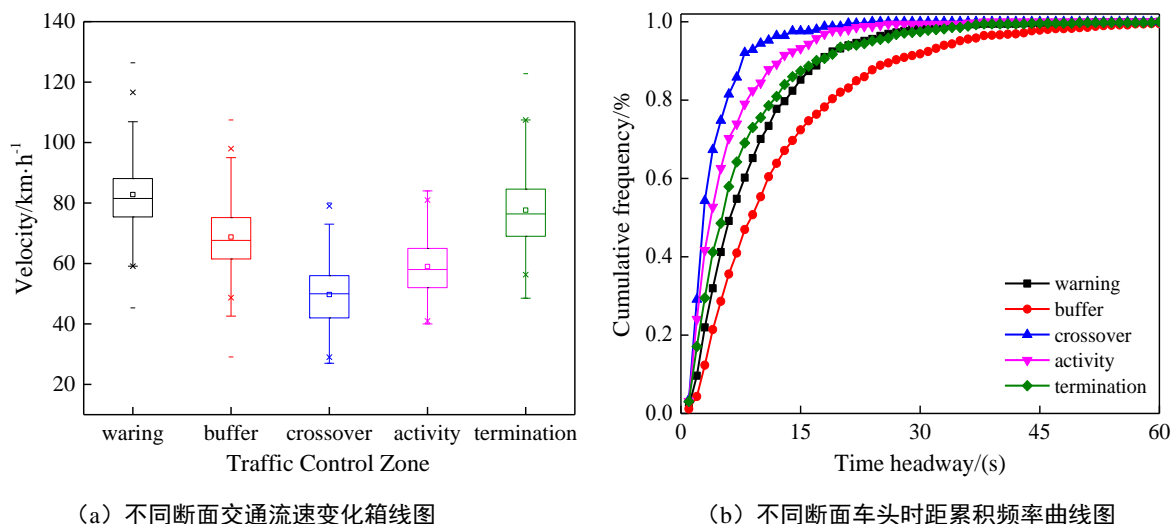 140
120
100
80
60
40
20
Velocity/km·h⁻¹
waring buffer crossover activity termination
Traffic Control Zone
（a）不同断面交通流速变化箱线图
1.0
0.8
0.6
0.4
0.2
0.0
Cumulative frequency/%
warning
buffer
crossover
activity
termination
0 15 30 45 60
Time headway/(s)
（b）不同断面车头时距累积频率曲线图